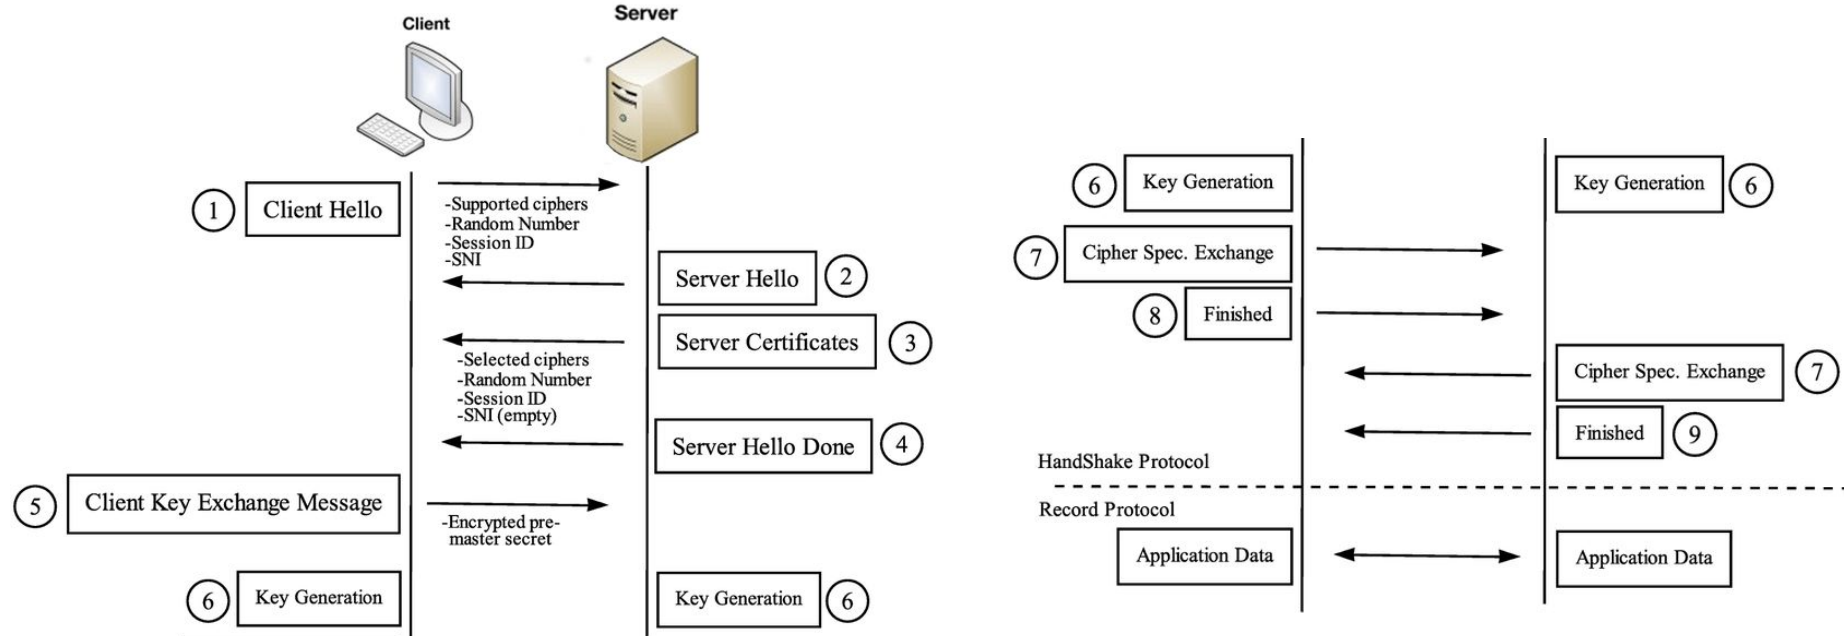 Client
Server
1
Client Hello
-Supported ciphers
-Random Number
-Session ID
-SNI
Server Hello
2
Server Certificates
3
-Selected ciphers
-Random Number
-Session ID
-SNI (empty)
Server Hello Done
4
5
Client Key Exchange Message
-Encrypted pre-
master secret
6
Key Generation
Key Generation
6
6
Key Generation
Key Generation
6
7
Cipher Spec. Exchange
8
Finished
Cipher Spec. Exchange
7
Finished
9
HandShake Protocol
Record Protocol
Application Data
Application Data